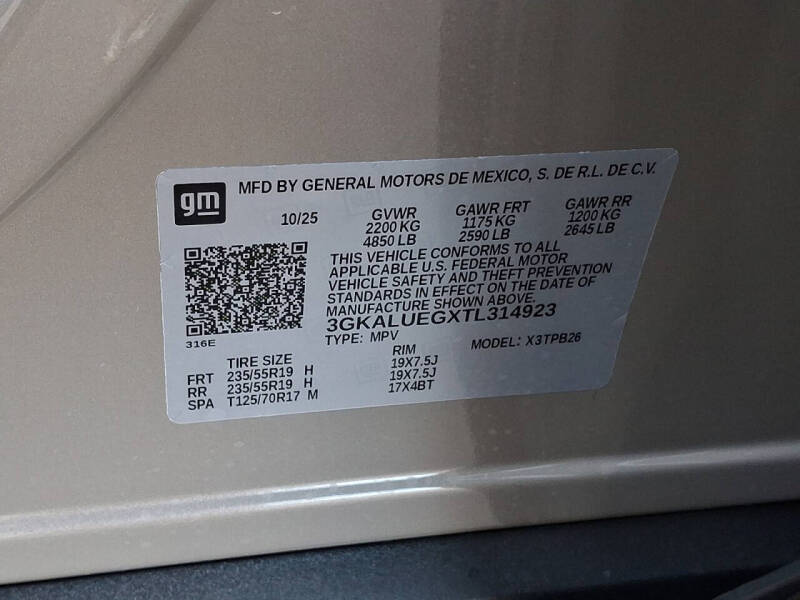 gm MFD BY GENERAL MOTORS DE MEXICO, S. DE R.L. DE C.V.
10/25 GVWR GAWR FRT GAWR RR
2200 KG 1175 KG 1200 KG
4850 LB 2590 LB 2645 LB
THIS VEHICLE CONFORMS TO ALL
APPLICABLE U.S. FEDERAL MOTOR
VEHICLE SAFETY AND THEFT PREVENTION
STANDARDS IN EFFECT ON THE DATE OF
MANUFACTURE SHOWN ABOVE.
3GKALUEGXTL314923
316E TYPE: MPV MODEL: X3TPB26
TIRE SIZE RIM
FRT 235/55R19 H 19X7.5J
RR 235/55R19 H 19X7.5J
SPA T125/70R17 M 17X4BT